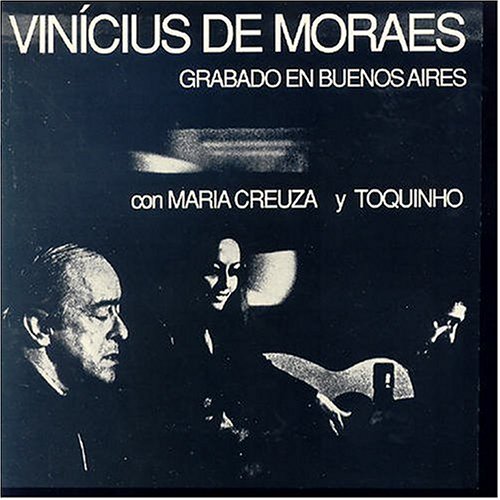 VINÍCIUS DE MORAES
GRABADO EN BUENOS AIRES
con MARIA CREUZA y TOQUINHO